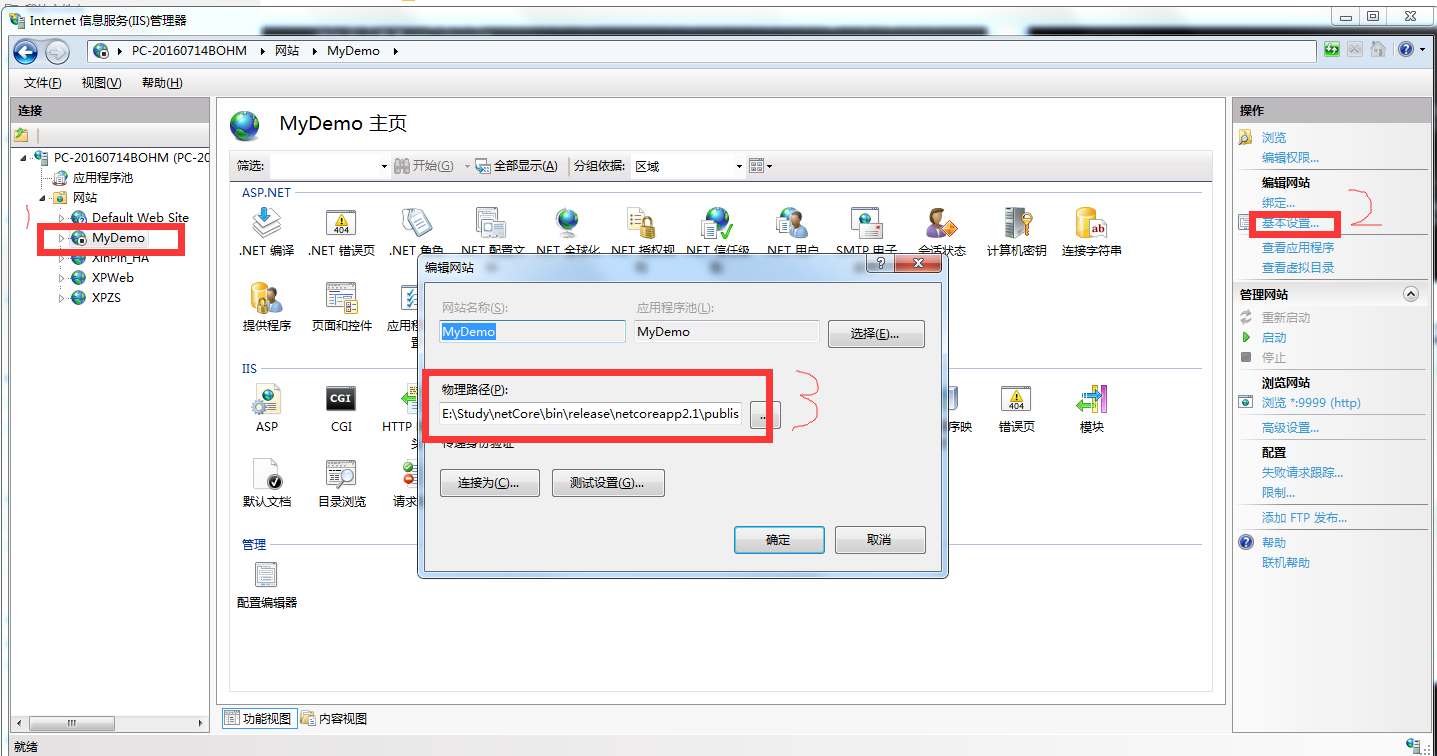 Internet 信息服务(IIS)管理器
PC-20160714BOHM 网站 MyDemo
文件(F) 视图(V) 帮助(H)
连接
PC-20160714BOHM (PC-20
应用程序池
网站
Default Web Site
MyDemo
XinPin_HA
XPWeb
XPZS
1
MyDemo 主页
筛选: 开始(G) 全部显示(A) 分组依据: 区域
ASP.NET
.NET 编译 .NET 错误页 .NET 角色 .NET 配置文 .NET 全球化 .NET 授权规 .NET 信任级 .NET 用户 SMTP 电子 会话状态 计算机密钥 连接字符串
提供程序 页面和控件 应用程
置
IIS
ASP CGI HTTP 序映 错误页 模块
头
默认文档 目录浏览 请求
管理
配置编辑器
编辑网站
网站名称(S): 应用程序池(L):
MyDemo MyDemo 选择(E)...
物理路径(P):
E:\Study\netCore\bin\release\netcoreapp2.1\publis ...
传递身份验证
连接为(C)... 测试设置(G)...
确定 取消
3
操作
浏览
编辑权限...
编辑网站
绑定...
基本设置...
2
查看应用程序
查看虚拟目录
管理网站
重新启动
启动
停止
浏览网站
浏览 *:9999 (http)
高级设置...
配置
失败请求跟踪...
限制...
添加 FTP 发布...
帮助
联机帮助
功能视图 内容视图
就绪